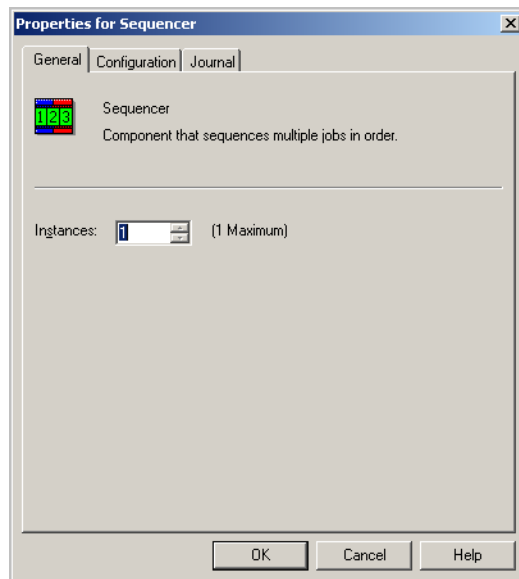 Properties for Sequencer
General Configuration Journal
123
Sequencer
Component that sequences multiple jobs in order.
Instances: 1 (1 Maximum)
OK Cancel Help